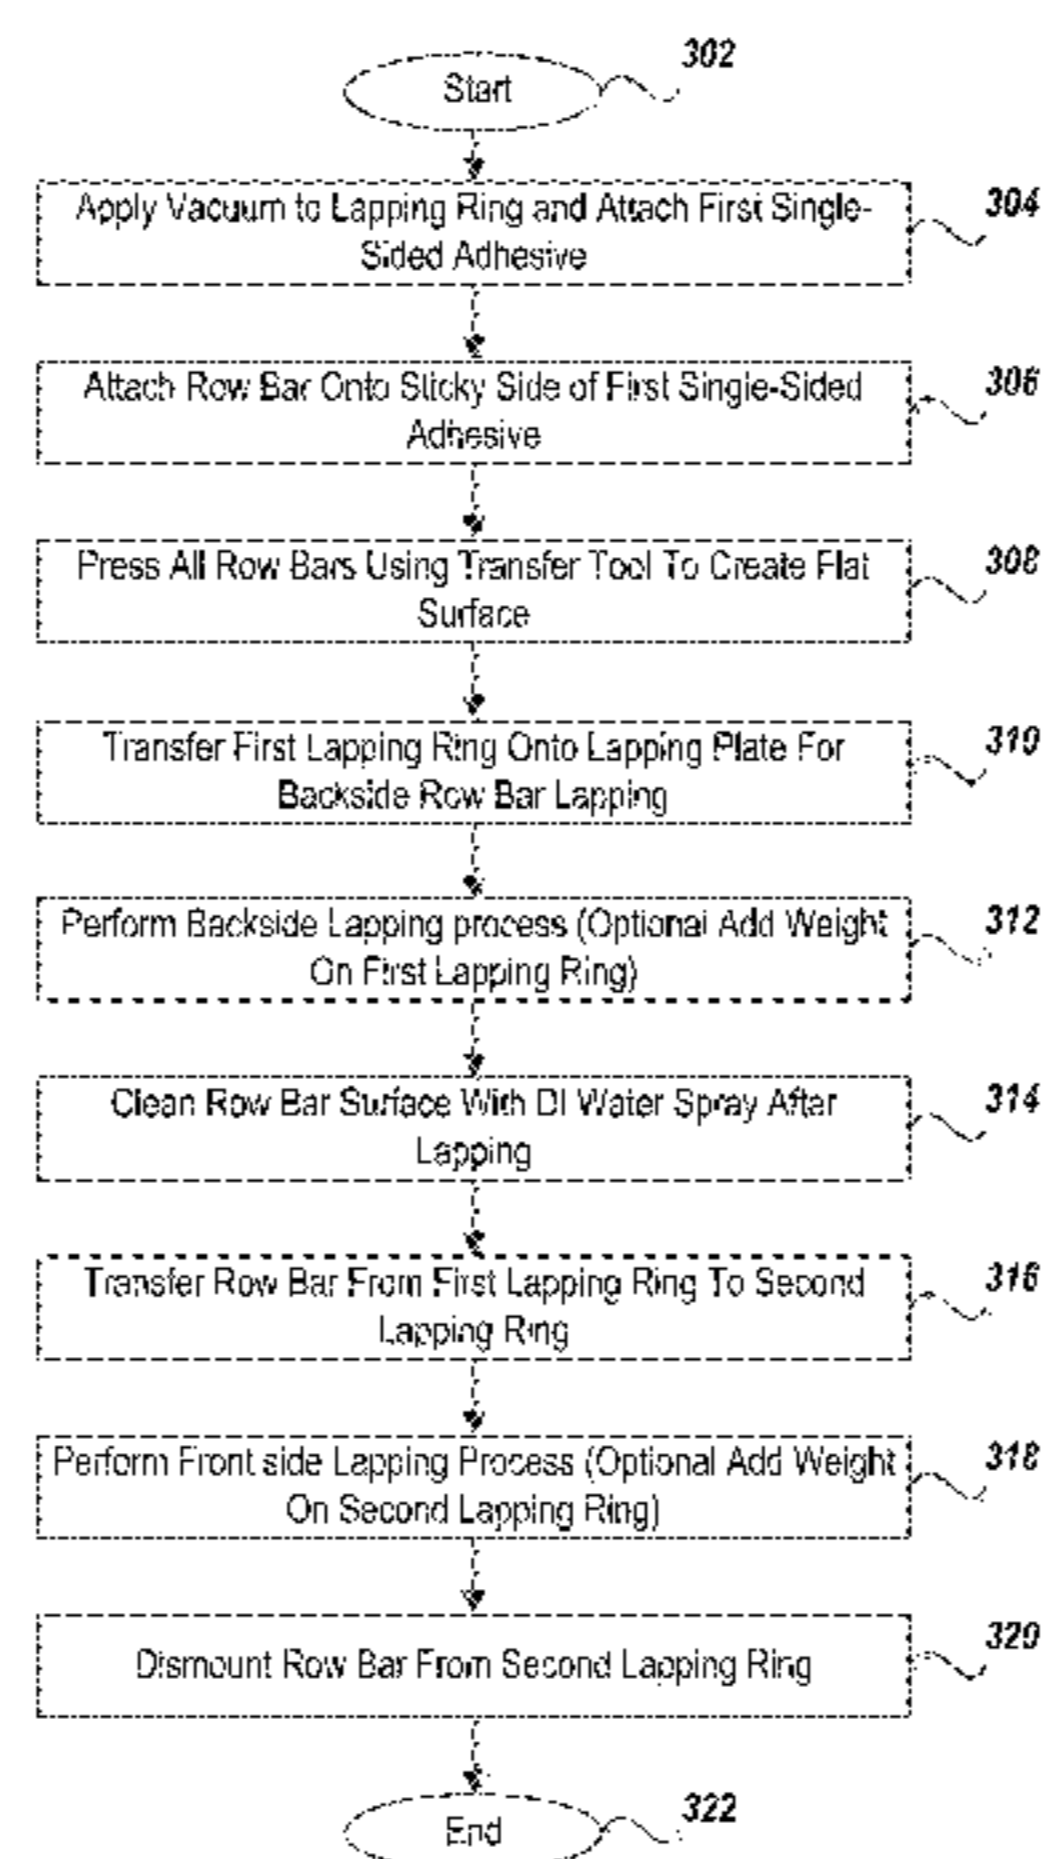 Start
302
Apply Vacuum to Lapping Ring and Attach First Single-
Sided Adhesive
304
Attach Row Bar Onto Sticky Side of First Single-Sided
Adhesive
306
Press All Row Bars Using Transfer Tool To Create Flat
Surface
308
Transfer First Lapping Ring Onto Lapping Plate For
Backside Row Bar Lapping
310
Perform Backside Lapping process (Optional Add Weight
On First Lapping Ring)
312
Clean Row Bar Surface With DI Water Spray After
Lapping
314
Transfer Row Bar From First Lapping Ring To Second
Lapping Ring
316
Perform Front side Lapping Process (Optional Add Weight
On Second Lapping Ring)
318
Dismount Row Bar From Second Lapping Ring
320
End
322